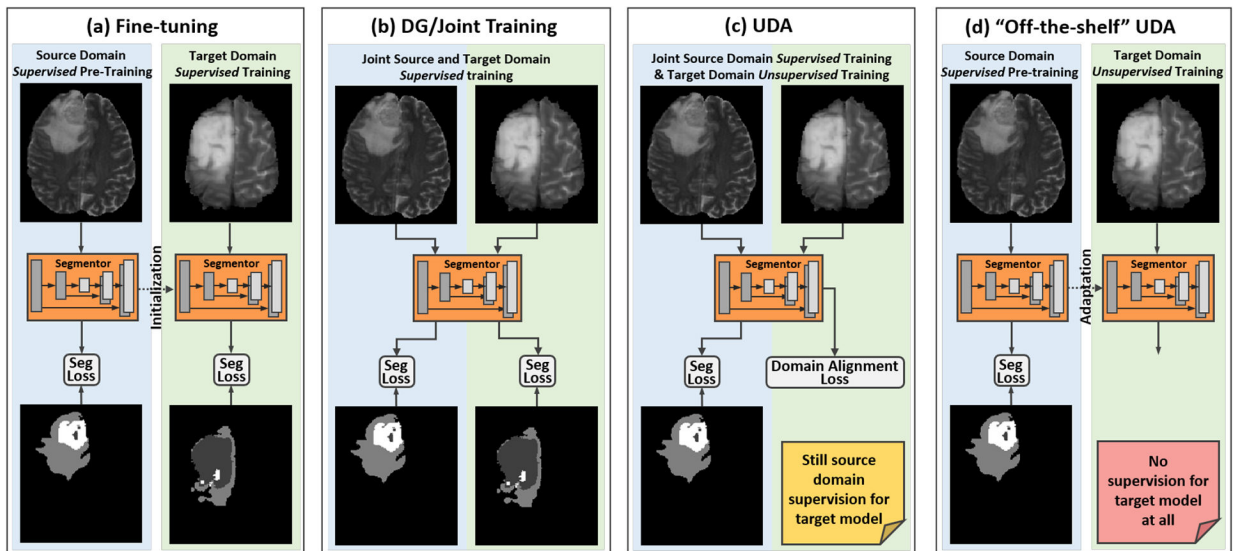 (a) Fine-tuning
Source Domain
Supervised Pre-Training
Target Domain
Supervised Training
Segmentor
Initialization
Segmentor
Seg
Loss
Seg
Loss
(b) DG/Joint Training
Joint Source and Target Domain
Supervised training
Segmentor
Seg
Loss
Seg
Loss
(c) UDA
Joint Source Domain Supervised Training
& Target Domain Unsupervised Training
Segmentor
Seg
Loss
Domain Alignment
Loss
Still source
domain
supervision for
target model
(d) “Off-the-shelf” UDA
Source Domain
Supervised Pre-training
Target Domain
Unsupervised Training
Segmentor
Adaptation
Segmentor
Seg
Loss
No
supervision for
target model
at all